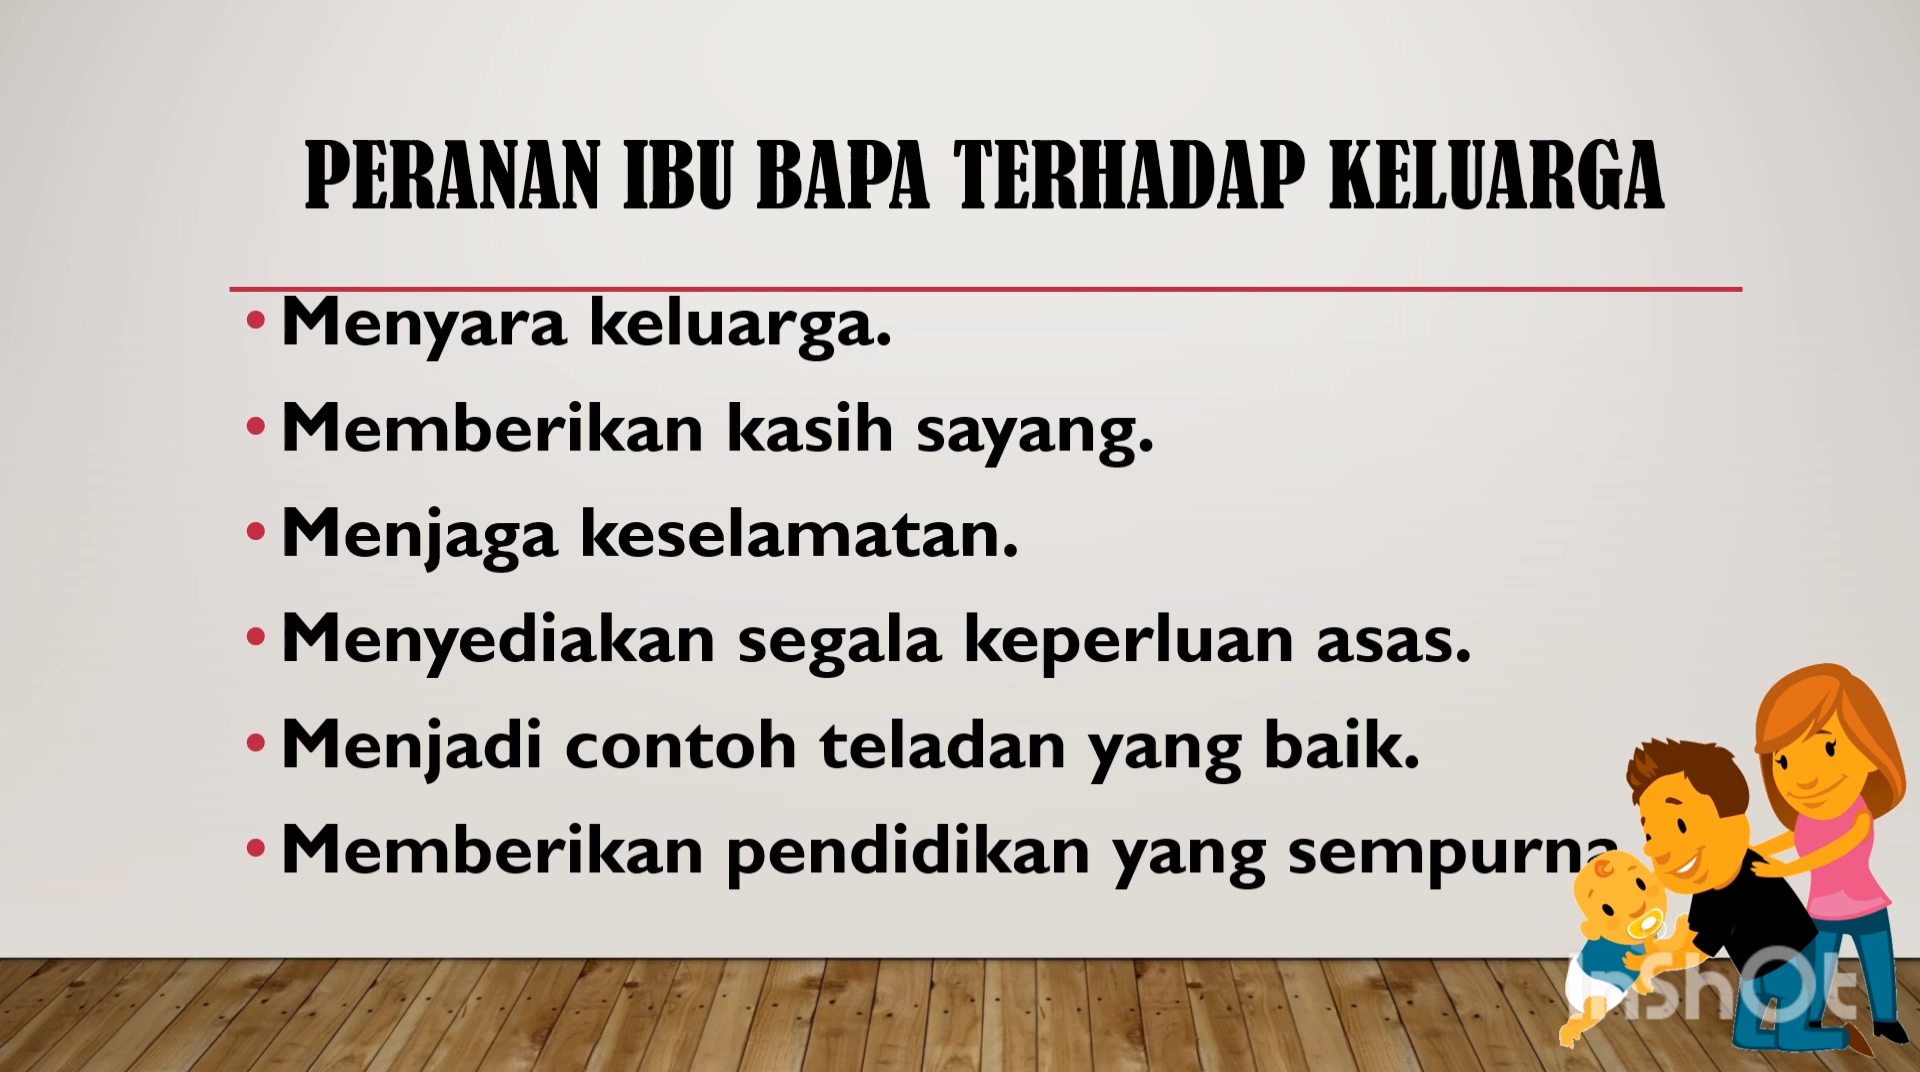 PERANAN IBU BAPA TERHADAP KELUARGA
• Menyara keluarga.
• Memberikan kasih sayang.
• Menjaga keselamatan.
• Menyediakan segala keperluan asas.
• Menjadi contoh teladan yang baik.
• Memberikan pendidikan yang sempurna
InShOt